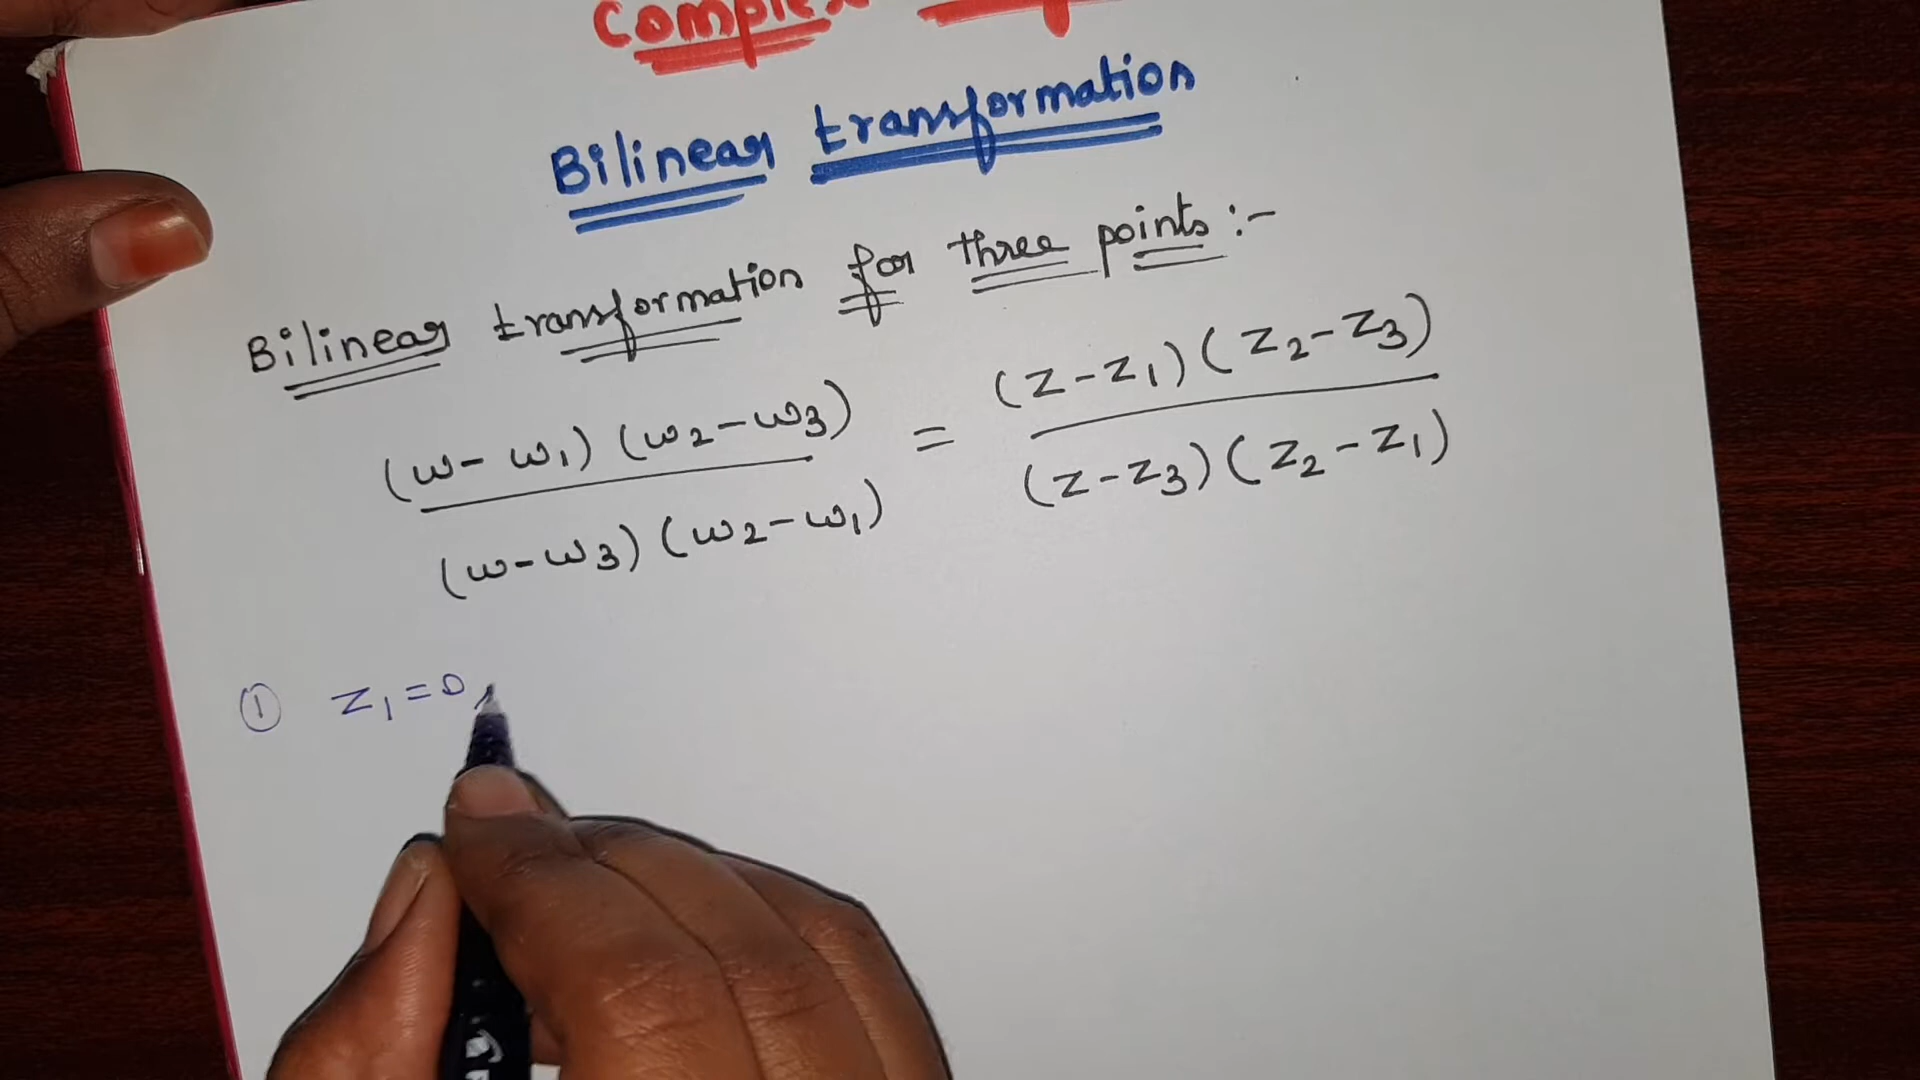 Complex
Bilinear transformation
Bilinear transformation for three points :-
(w - w₁) (w₂ - w₃) / (w - w₃) (w₂ - w₁) = (z - z₁) (z₂ - z₃) / (z - z₃) (z₂ - z₁)
① z₁ = 0,